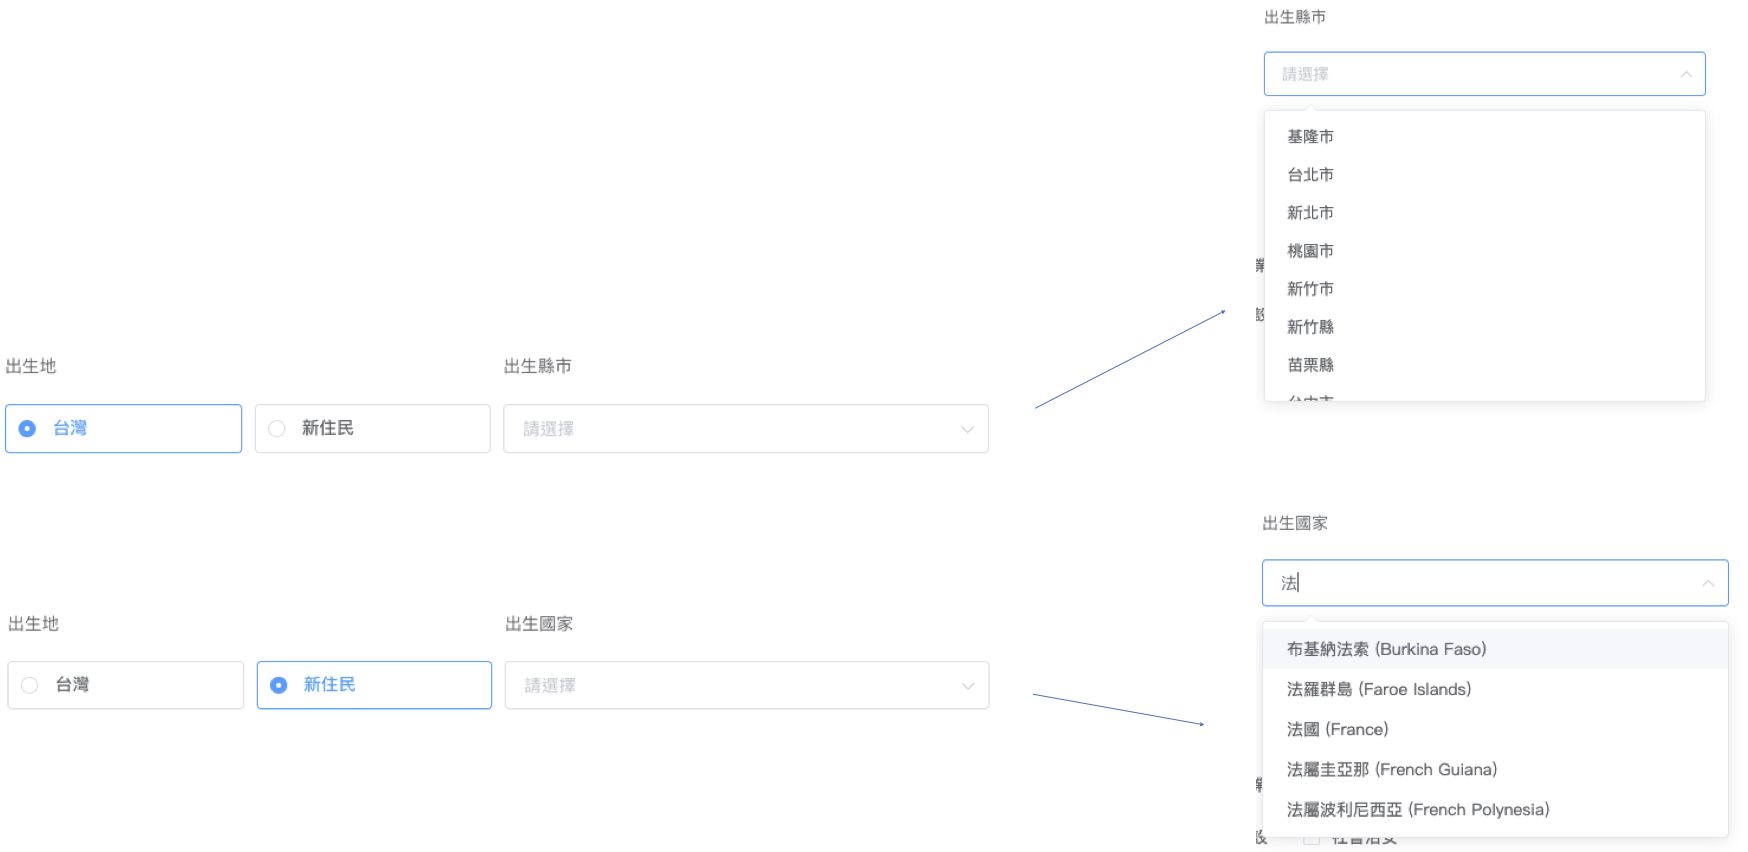 出生地
出生縣市
台灣
新住民
請選擇
出生縣市
請選擇
基隆市
台北市
新北市
桃園市
新竹市
新竹縣
苗栗縣
台中市
出生地
出生國家
台灣
新住民
請選擇
出生國家
法
布基納法索 (Burkina Faso)
法羅群島 (Faroe Islands)
法國 (France)
法屬圭亞那 (French Guiana)
法屬波利尼西亞 (French Polynesia)